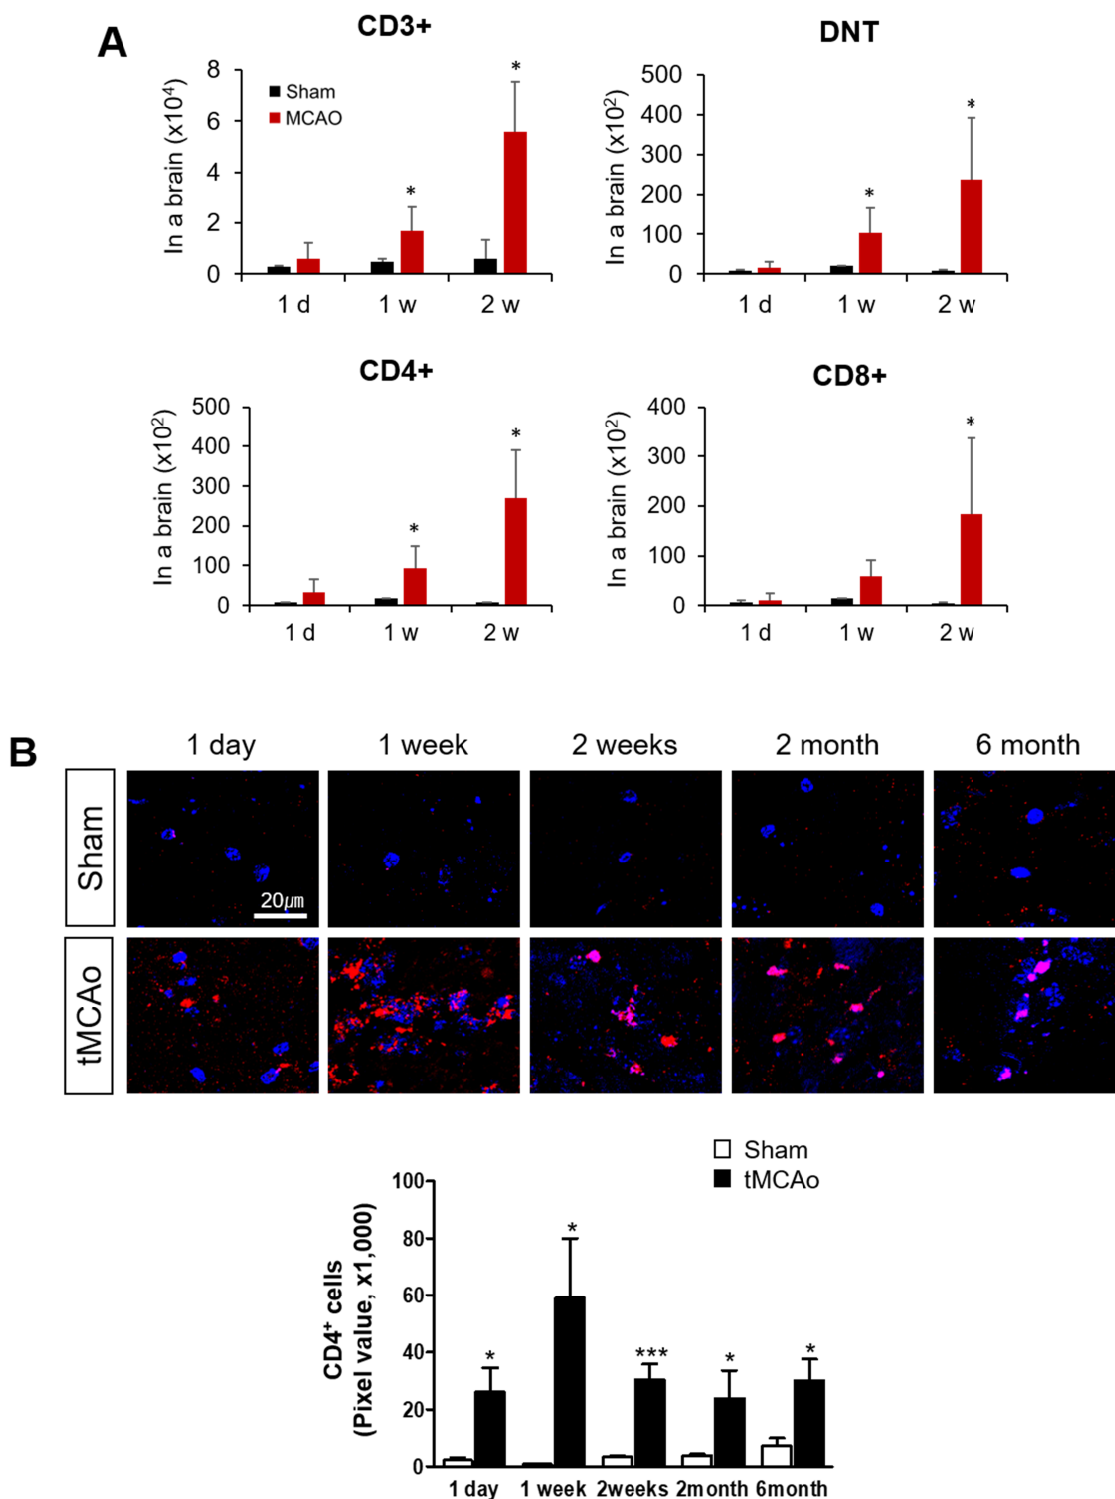 A
CD3+
In a brain (x10⁴)
8
6
4
2
0
Sham
MCAO
*
*
1 d
1 w
2 w
DNT
In a brain (x10²)
500
400
300
200
100
0
*
*
1 d
1 w
2 w
CD4+
In a brain (x10²)
500
400
300
200
100
0
*
*
1 d
1 w
2 w
CD8+
In a brain (x10²)
400
300
200
100
0
*
1 d
1 w
2 w
B
1 day
1 week
2 weeks
2 month
6 month
Sham
20㎛
tMCAo
Sham
tMCAo
CD4⁺ cells
(Pixel value, x1,000)
100
80
60
40
20
0
*
*
***
*
*
1 day
1 week
2weeks
2month
6month